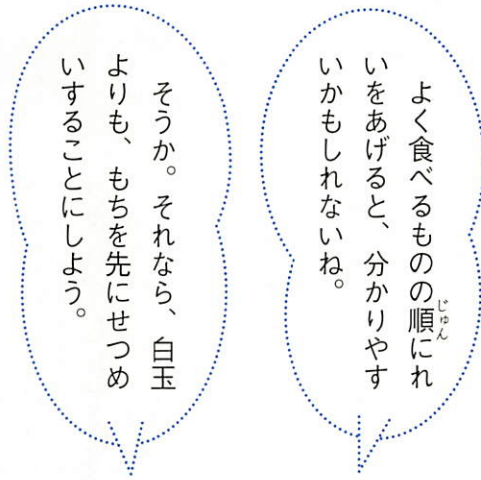 よく食べるものの順にれ
じゅん
いをあげると、分かりやす
いかもしれないね。
そうか。それなら、白玉
よりも、もちを先にせつめ
いすることにしよう。